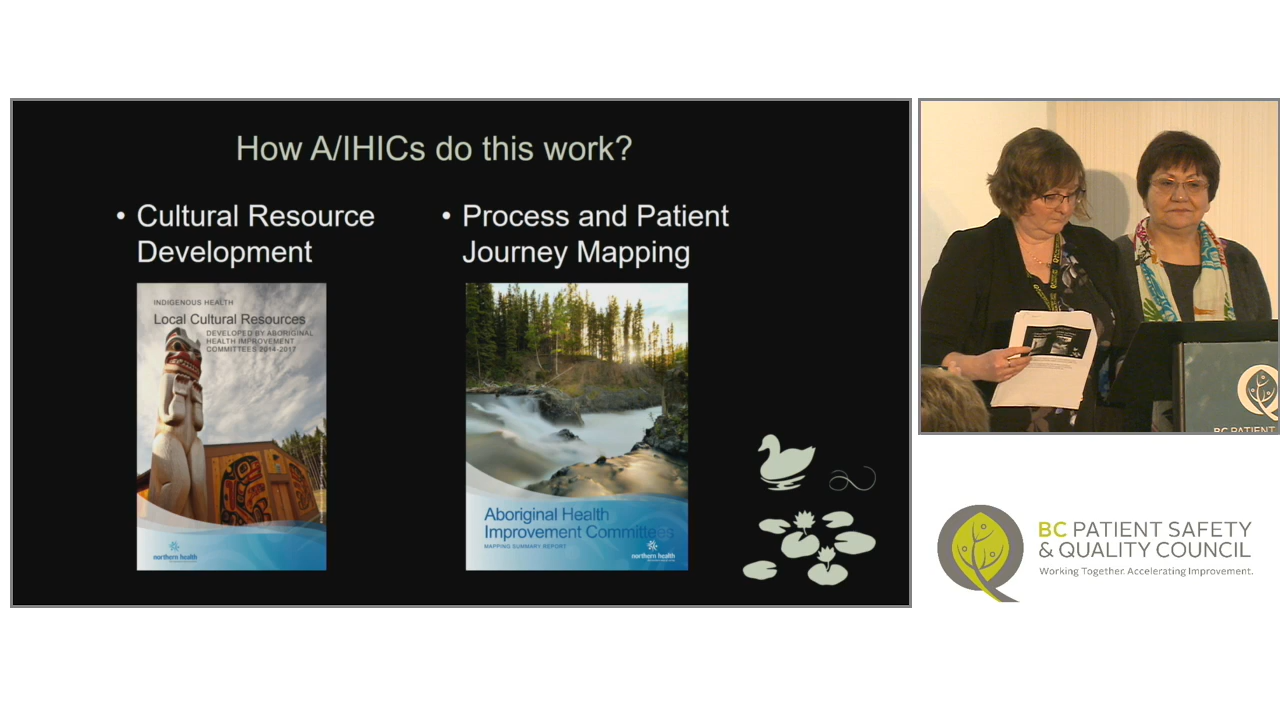 How A/IHICs do this work?
• Cultural Resource
Development
• Process and Patient
Journey Mapping
INDIGENOUS HEALTH
Local Cultural Resources
DEVELOPED BY ABORIGINAL
HEALTH IMPROVEMENT
COMMITTEES 2014-2017
northern health
Aboriginal Health
Improvement Committees
MAPPING SUMMARY REPORT
northern health
BC PATIENT
BC PATIENT SAFETY
& QUALITY COUNCIL
Working Together. Accelerating Improvement.